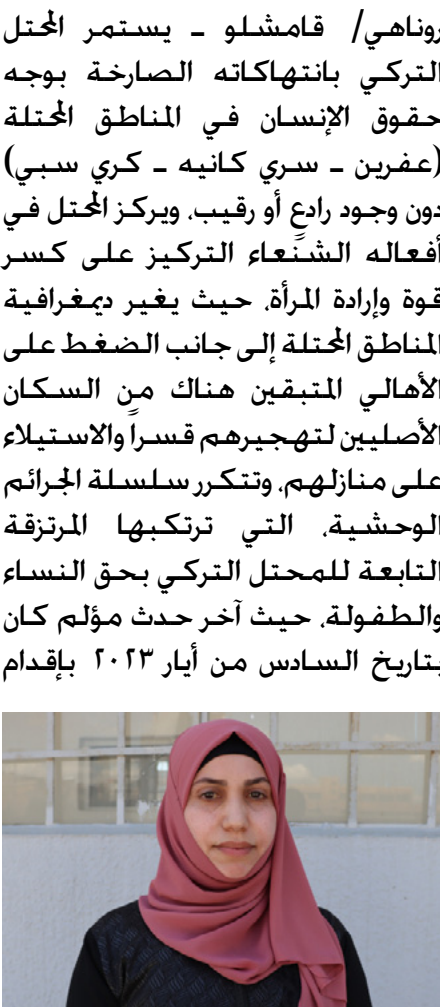 روناهي/ قامشلو ـ يستمر المحتل
التركي بانتهاكاته الصارخة بوجه
حقوق الإنسان في المناطق المحتلة
(عفرين ـ سري كانيه ـ كري سبي)
دون وجود رادعٍ أو رقيب، ويركز المحتل في
أفعاله الشنعاء التركيز على كسر
قوة وإرادة المرأة، حيث يغير ديمغرافية
المناطق المحتلة إلى جانب الضغط على
الأهالي المتبقين هناك من السكان
الأصليين لتهجيرهم قسراً والاستيلاء
على منازلهم، وتتكرر سلسلة الجرائم
الوحشية، التي ترتكبها المرتزقة
التابعة للمحتل التركي بحق النساء
والطفولة، حيث آخر حدث مؤلم كان
بتاريخ السادس من أيار ٢٠٢٣ بإقدام